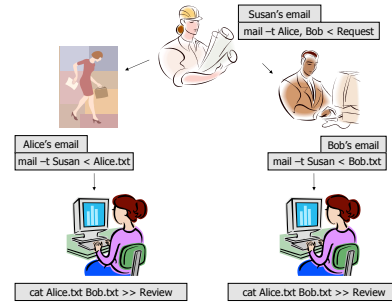 Susan's email
mail –t Alice, Bob < Request
Alice's email
mail –t Susan < Alice.txt
Bob's email
mail –t Susan < Bob.txt
cat Alice.txt Bob.txt >> Review
cat Alice.txt Bob.txt >> Review